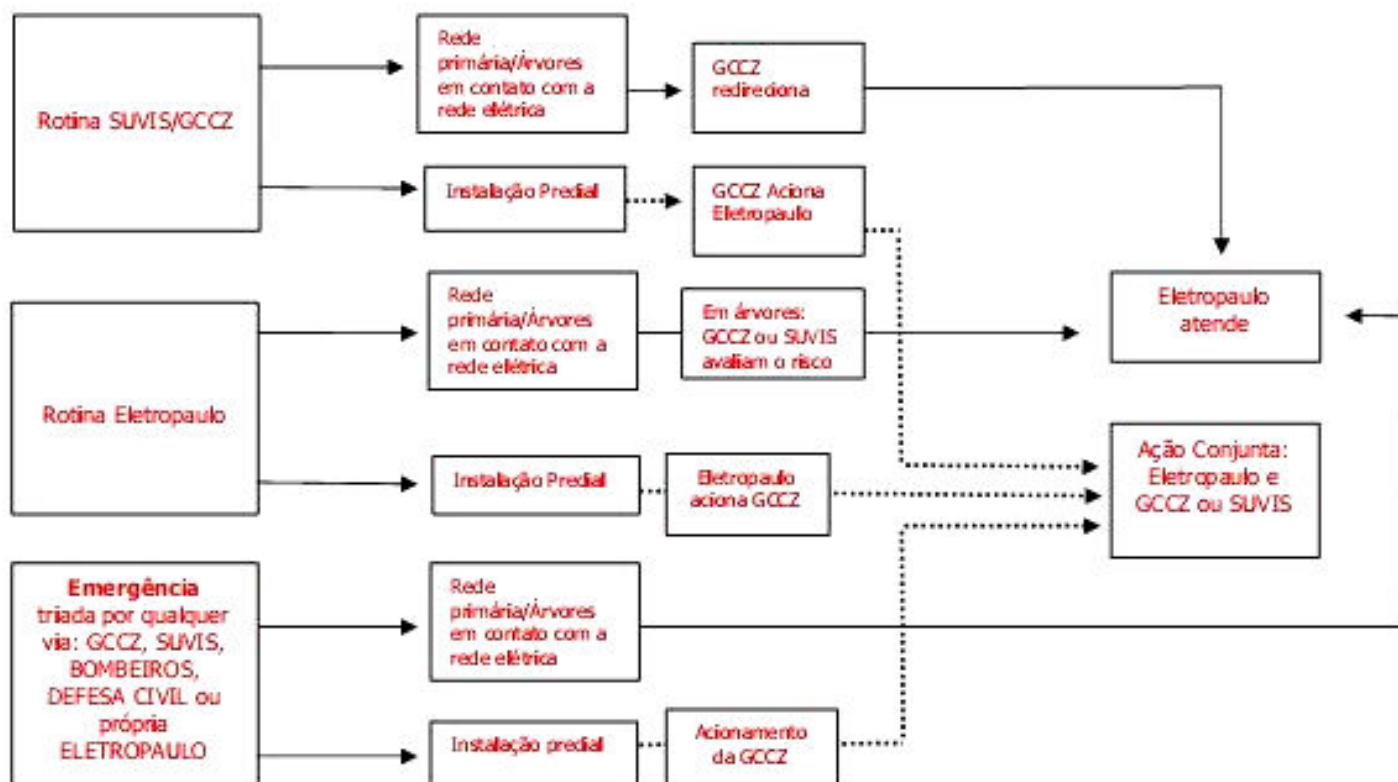 Rotina SUVIS/GCCZ
Rede
primária/Árvores
em contato com a
rede elétrica
GCCZ
redireciona
Instalação Predial
GCCZ Aciona
Eletropaulo
Rotina Eletropaulo
Rede
primária/Árvores
em contato com a
rede elétrica
Em árvores:
GCCZ ou SUVIS
avaliam o risco
Eletropaulo
atende
Instalação Predial
Eletropaulo
aciona GCCZ
Ação Conjunta:
Eletropaulo e
GCCZ ou SUVIS
Emergência
triada por qualquer
via: GCCZ, SUVIS,
BOMBEIROS,
DEFESA CIVIL ou
própria
ELETROPAULO
Rede
primária/Árvores
em contato com a
rede elétrica
Instalação predial
Acionamento
da GCCZ